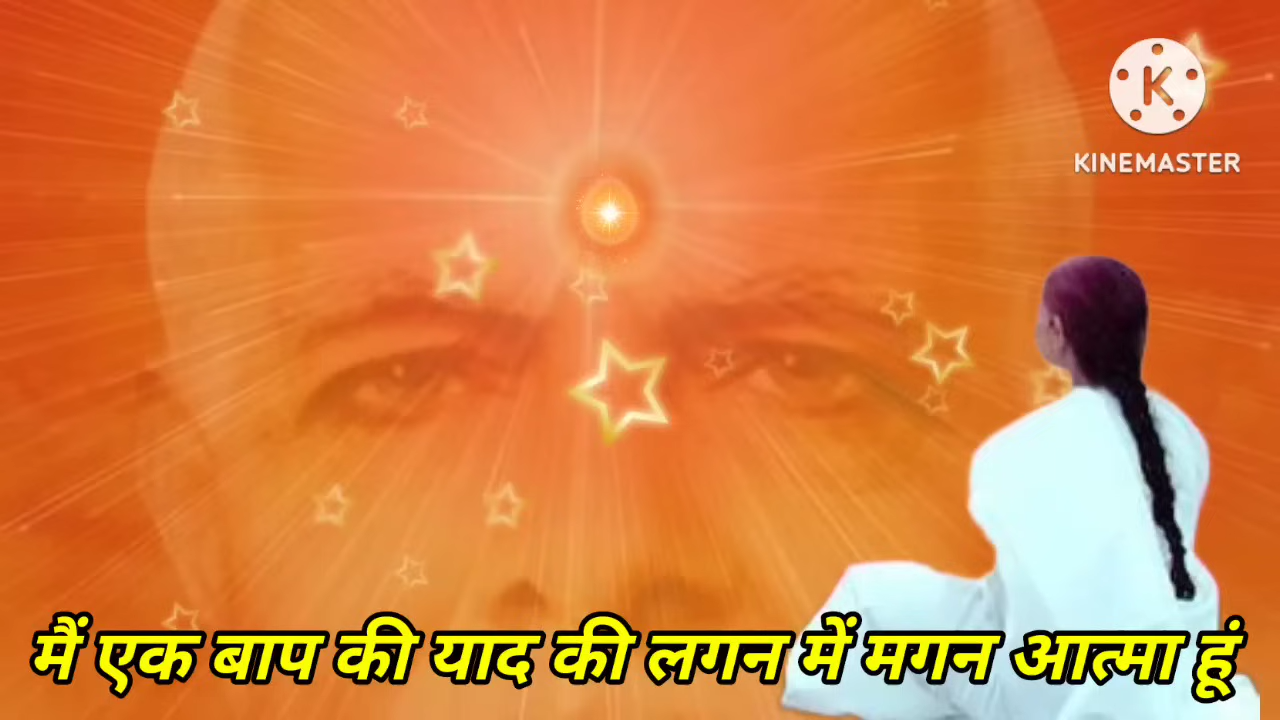 KINEMASTER
मैं एक बाप की याद की लगन में मगन आत्मा हूं